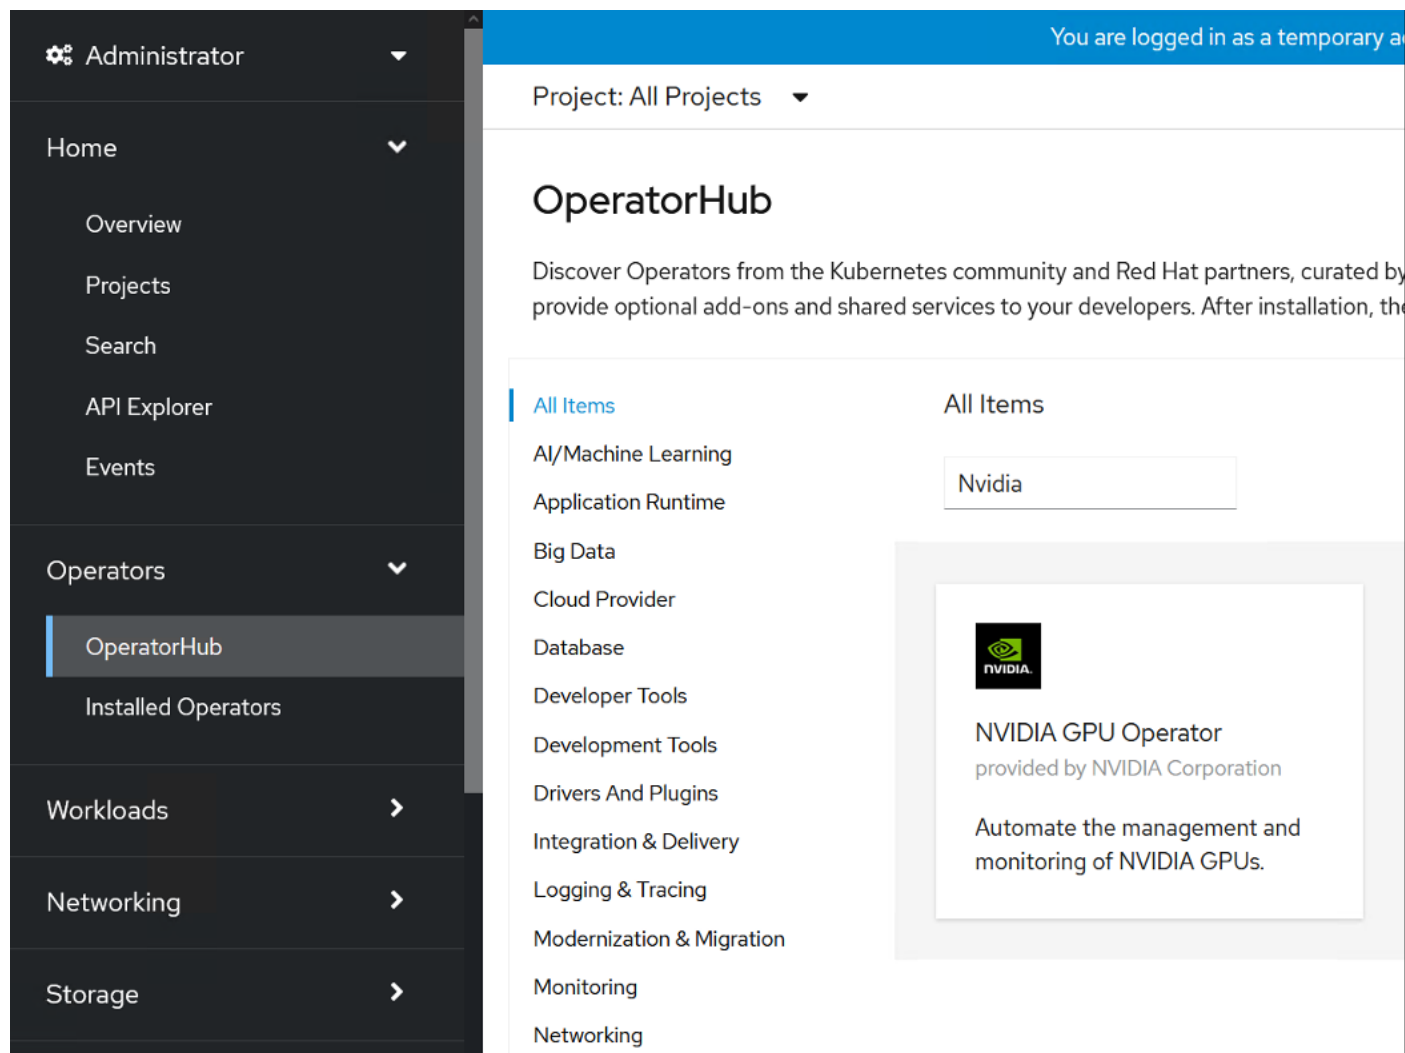 Administrator
Home
Overview
Projects
Search
API Explorer
Events
Operators
OperatorHub
Installed Operators
Workloads
Networking
Storage
You are logged in as a temporary
Project: All Projects
OperatorHub
Discover Operators from the Kubernetes community and Red Hat partners, curated by
provide optional add-ons and shared services to your developers. After installation, the
All Items
AI/Machine Learning
Application Runtime
Big Data
Cloud Provider
Database
Developer Tools
Development Tools
Drivers And Plugins
Integration & Delivery
Logging & Tracing
Modernization & Migration
Monitoring
Networking
All Items
Nvidia
NVIDIA.
NVIDIA GPU Operator
provided by NVIDIA Corporation
Automate the management and
monitoring of NVIDIA GPUs.